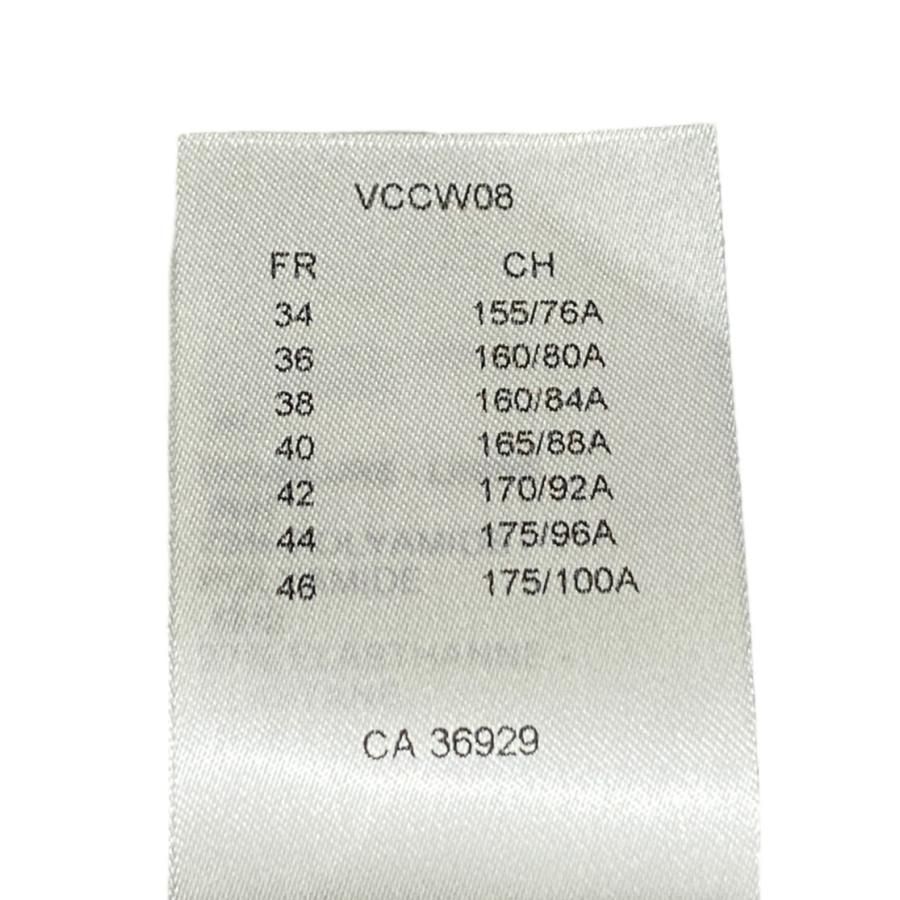 VCCW08
FR CH
34 155/76A
36 160/80A
38 160/84A
40 165/88A
42 170/92A
44 175/96A
46 175/100A
CA 36929